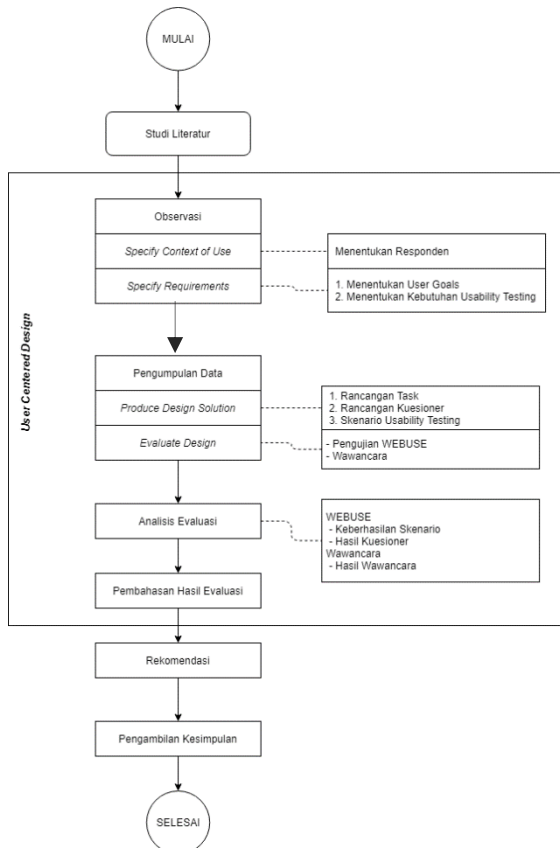 MULAI
Studi Literatur
User Centered Design
Observasi
Specify Context of Use
Menentukan Responden
Specify Requirements
1. Menentukan User Goals
2. Menentukan Kebutuhan Usability Testing
Pengumpulan Data
Produce Design Solution
1. Rancangan Task
2. Rancangan Kuesioner
3. Skenario Usability Testing
Evaluate Design
- Pengujian WEBUSE
- Wawancara
Analisis Evaluasi
WEBUSE
- Keberhasilan Skenario
- Hasil Kuesioner
Wawancara
- Hasil Wawancara
Pembahasan Hasil Evaluasi
Rekomendasi
Pengambilan Kesimpulan
SELESAI